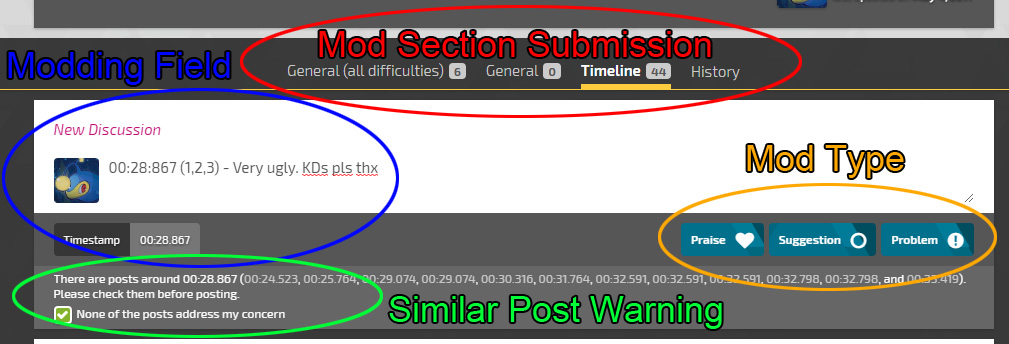 Mod Section Submission
Modding Field
General (all difficulties) 6 General 0 Timeline 44 History
New Discussion
00:28:867 (1,2,3) - Very ugly. KDs pls thx
Mod Type
Timestamp 00:28.867 Praise Suggestion Problem
There are posts around 00:28.867 (00:24.523, 00:25.764, 00:29.074, 00:29.074, 00:30.316, 00:31.764, 00:32.591, 00:32.591, 00:32.591, 00:32.798, 00:32.798, and 00:33.419).
Please check them before posting.
None of the posts address my concern
Similar Post Warning